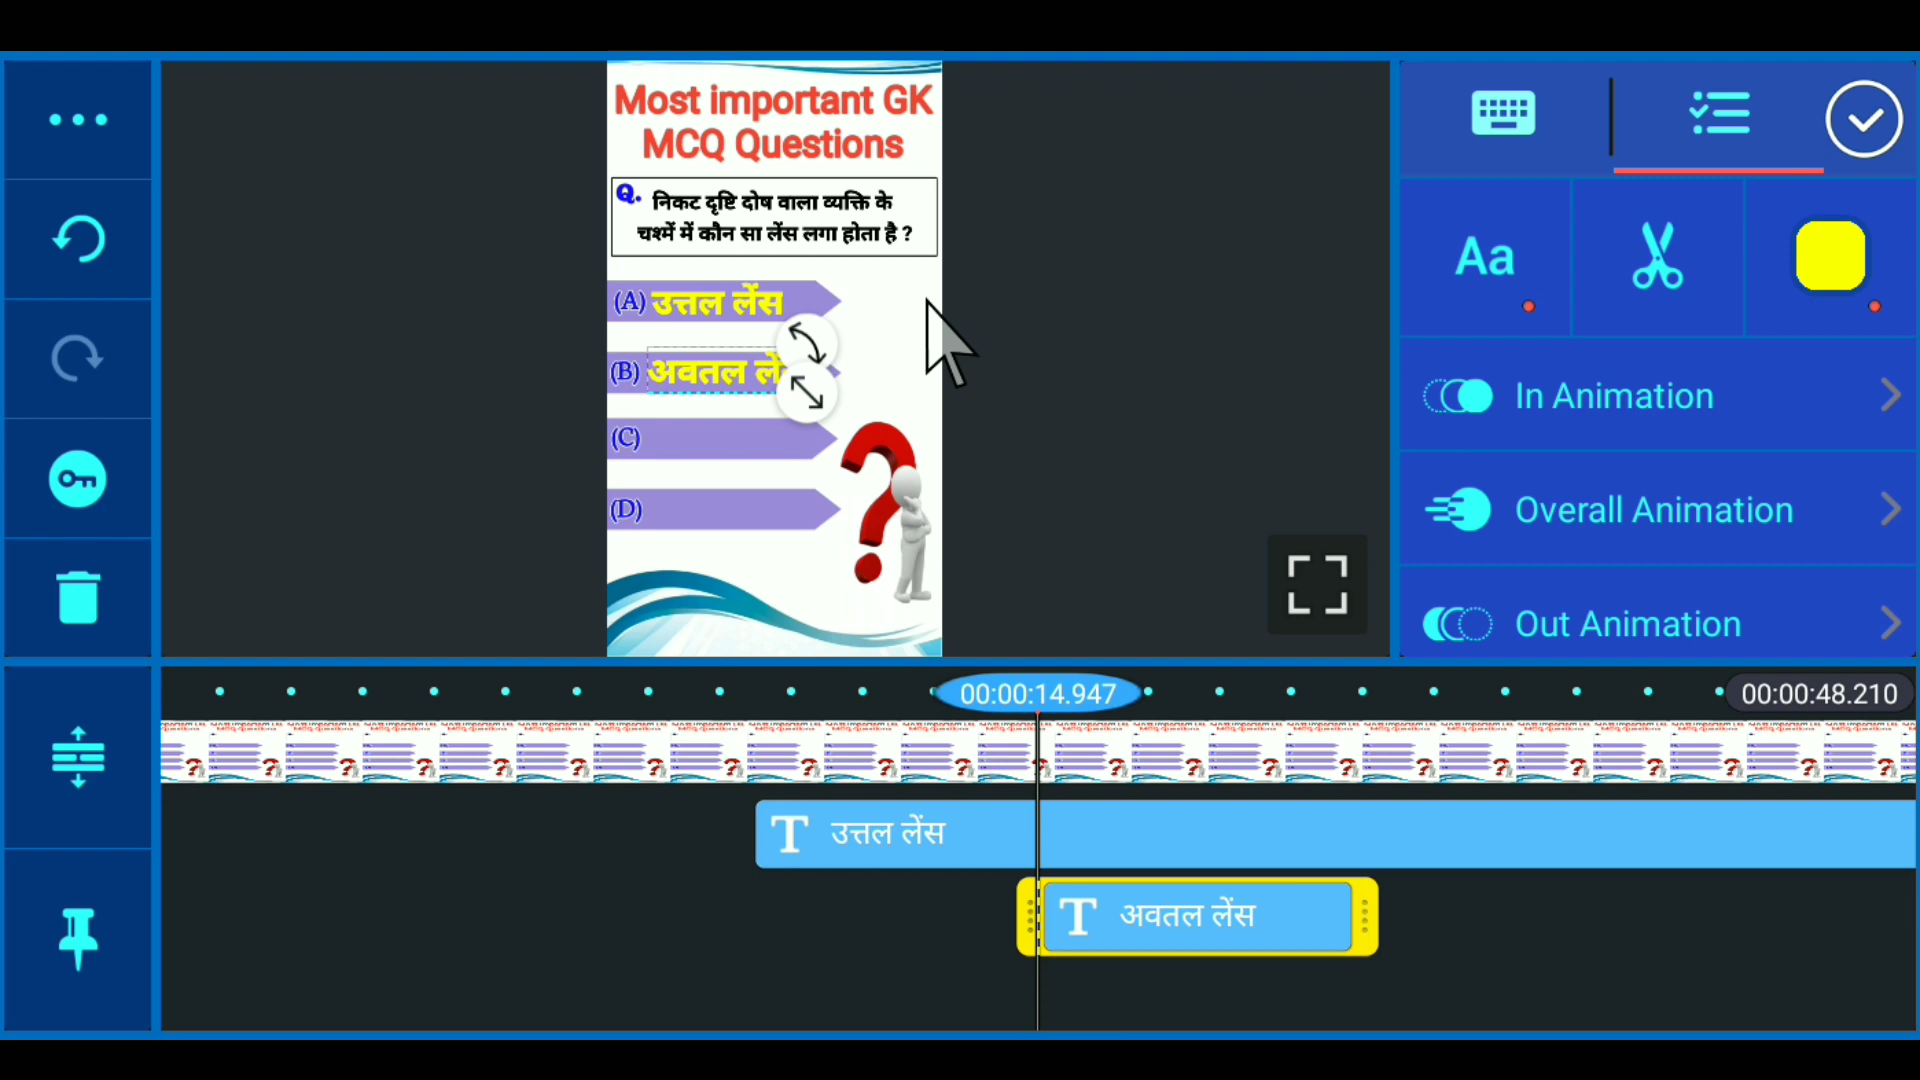 Most important GK
MCQ Questions
Q. निकट दृष्टि दोष वाला व्यक्ति के
चश्में में कौन सा लेंस लगा होता है ?
(A) उत्तल लेंस
(B) अवतल लें
(C)
(D)
Aa
In Animation
Overall Animation
Out Animation
00:00:14.947
00:00:48.210
T उत्तल लेंस
T अवतल लेंस